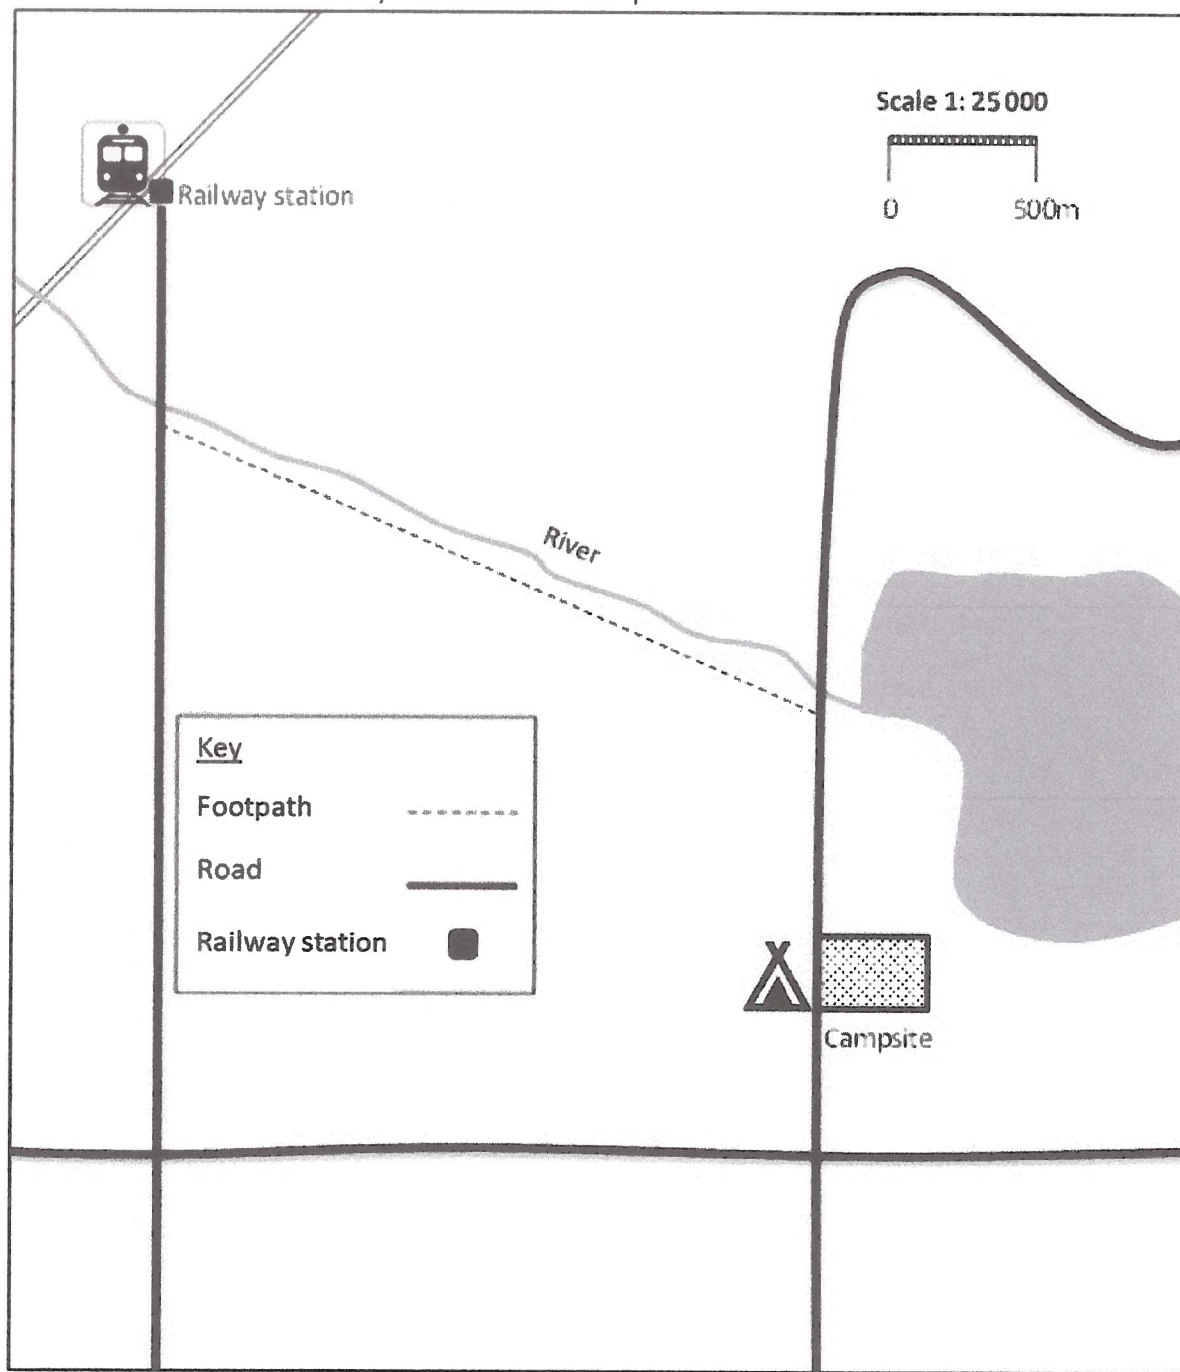 Scale 1: 25 000
0 500m
Railway station
River
Key
Footpath
Road
Railway station
Campsite